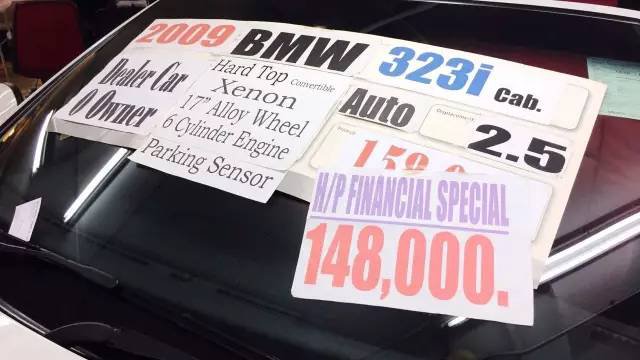 2009 BMW 323i Cab.
Dealer Car
0 Owner
Hard Top Convertible
Xenon
17" Alloy Wheel
6 Cylinder Engine
Parking Sensor
Auto
Displacement
2.5
H/P FINANCIAL SPECIAL
148,000.